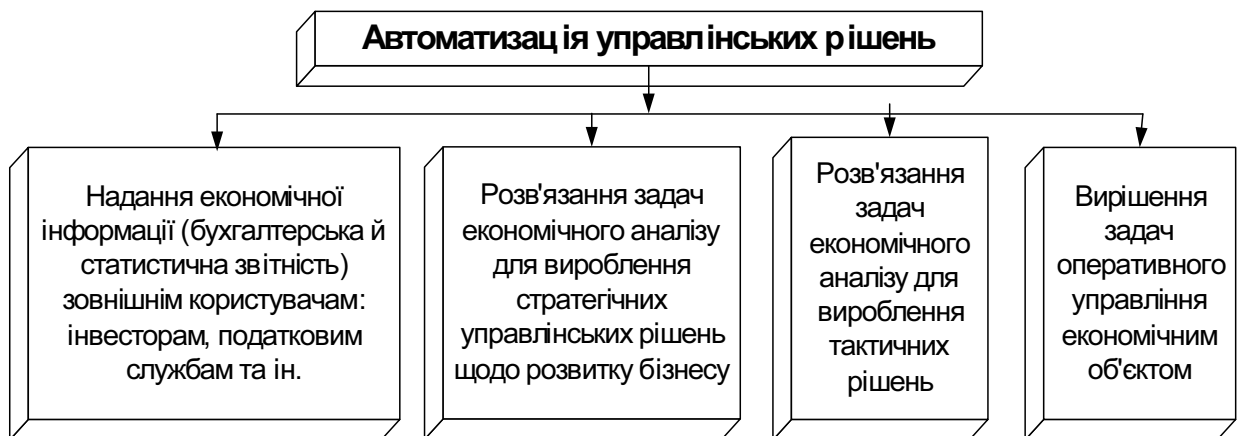 Автоматизація управлінських рішень
Надання економічної
інформації (бухгалтерська й
статистична звітність)
зовнішнім користувачам:
інвесторам, податковим
службам та ін.
Розв'язання задач
економічного аналізу
для вироблення
стратегічних
управлінських рішень
щодо розвитку бізнесу
Розв'язання
задач
економічного
аналізу для
вироблення
тактичних
рішень
Вирішення
задач
оперативного
управління
економічним
об'єктом